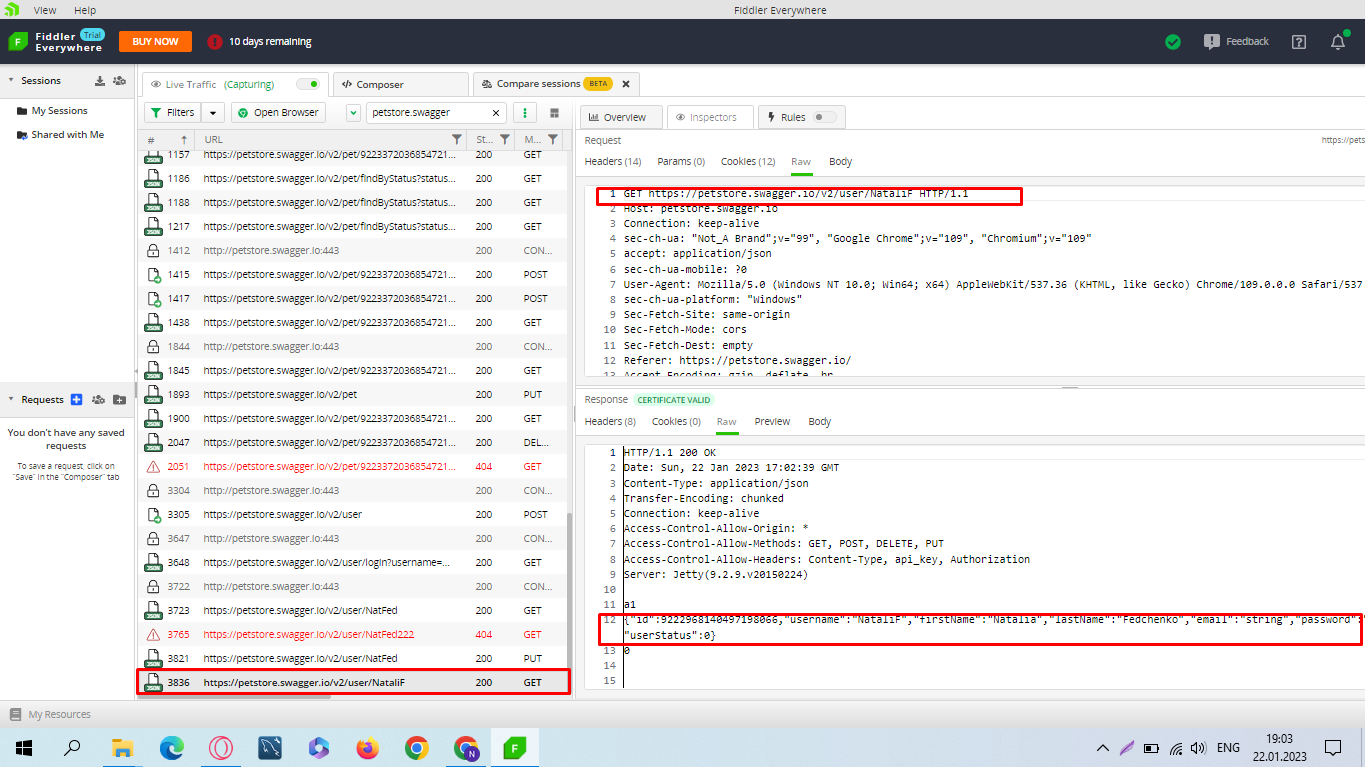 View Help Fiddler Everywhere
Fiddler Everywhere Trial BUY NOW 10 days remaining Feedback
Sessions
My Sessions
Shared with Me
Requests
You don't have any saved requests
To save a request, click on "Save" in the "Composer" tab
Live Traffic (Capturing) Composer Compare sessions BETA
Filters Open Browser petstore.swagger
# URL St... M...
1157 https://petstore.swagger.io/v2/pet/9223372036854721... 200 GET
1186 https://petstore.swagger.io/v2/pet/findByStatus?status... 200 GET
1188 https://petstore.swagger.io/v2/pet/findByStatus?status... 200 GET
1217 https://petstore.swagger.io/v2/pet/findByStatus?status... 200 GET
1412 http://petstore.swagger.io:443 200 CON...
1415 https://petstore.swagger.io/v2/pet/9223372036854721... 200 POST
1417 https://petstore.swagger.io/v2/pet/9223372036854721... 200 POST
1438 https://petstore.swagger.io/v2/pet/9223372036854721... 200 GET
1844 http://petstore.swagger.io:443 200 CON...
1845 https://petstore.swagger.io/v2/pet/9223372036854721... 200 GET
1893 https://petstore.swagger.io/v2/pet 200 PUT
1900 https://petstore.swagger.io/v2/pet/9223372036854721... 200 GET
2047 https://petstore.swagger.io/v2/pet/9223372036854721... 200 DEL...
2051 https://petstore.swagger.io/v2/pet/9223372036854721... 404 GET
3304 http://petstore.swagger.io:443 200 CON...
3305 https://petstore.swagger.io/v2/user 200 POST
3647 http://petstore.swagger.io:443 200 CON...
3648 https://petstore.swagger.io/v2/user/login?username=... 200 GET
3722 http://petstore.swagger.io:443 200 CON...
3723 https://petstore.swagger.io/v2/user/NatFed 200 GET
3765 https://petstore.swagger.io/v2/user/NatFed222 404 GET
3821 https://petstore.swagger.io/v2/user/NatFed 200 PUT
3836 https://petstore.swagger.io/v2/user/NataliF 200 GET
Overview Inspectors Rules
Request https://pets
Headers (14) Params (0) Cookies (12) Raw Body
1 GET https://petstore.swagger.io/v2/user/NataliF HTTP/1.1
2 Host: petstore.swagger.io
3 Connection: keep-alive
4 sec-ch-ua: "Not_A Brand";v="99", "Google Chrome";v="109", "Chromium";v="109"
5 accept: application/json
6 sec-ch-ua-mobile: ?0
7 User-Agent: Mozilla/5.0 (Windows NT 10.0; Win64; x64) AppleWebKit/537.36 (KHTML, like Gecko) Chrome/109.0.0.0 Safari/537
8 sec-ch-ua-platform: "Windows"
9 Sec-Fetch-Site: same-origin
10 Sec-Fetch-Mode: cors
11 Sec-Fetch-Dest: empty
12 Referer: https://petstore.swagger.io/
13 Accept-Encoding: gzip, deflate, br
Response CERTIFICATE VALID
Headers (8) Cookies (0) Raw Preview Body
1 HTTP/1.1 200 OK
2 Date: Sun, 22 Jan 2023 17:02:39 GMT
3 Content-Type: application/json
4 Transfer-Encoding: chunked
5 Connection: keep-alive
6 Access-Control-Allow-Origin: *
7 Access-Control-Allow-Methods: GET, POST, DELETE, PUT
8 Access-Control-Allow-Headers: Content-Type, api_key, Authorization
9 Server: Jetty(9.2.9.v20150224)
10
11 a1
12 {"id":9222968140497198066,"username":"NataliF","firstName":"Natalia","lastName":"Fedchenko","email":"string","password":"
"userStatus":0}
13 0
14
15
My Resources
ENG 19:03
22.01.2023